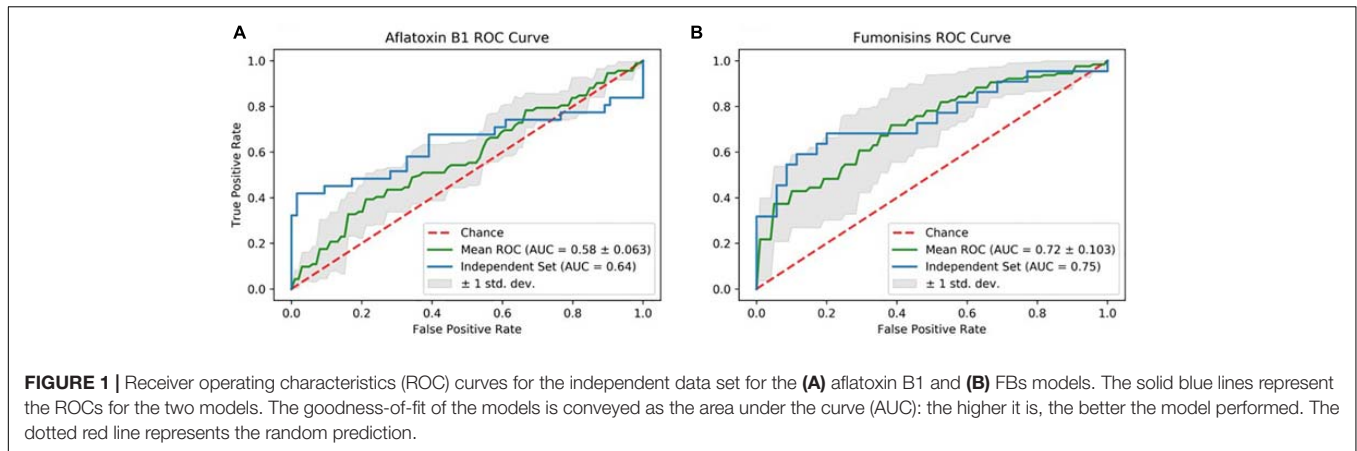 A
Aflatoxin B1 ROC Curve
True Positive Rate
1.0
0.8
0.6
0.4
0.2
0.0
0.0 0.2 0.4 0.6 0.8 1.0
False Positive Rate
Chance
Mean ROC (AUC = 0.58 ± 0.063)
Independent Set (AUC = 0.64)
± 1 std. dev.
B
Fumonisins ROC Curve
1.0
0.8
0.6
0.4
0.2
0.0
0.0 0.2 0.4 0.6 0.8 1.0
False Positive Rate
Chance
Mean ROC (AUC = 0.72 ± 0.103)
Independent Set (AUC = 0.75)
± 1 std. dev.
FIGURE 1 | Receiver operating characteristics (ROC) curves for the independent data set for the (A) aflatoxin B1 and (B) FBs models. The solid blue lines represent
the ROCs for the two models. The goodness-of-fit of the models is conveyed as the area under the curve (AUC): the higher it is, the better the model performed. The
dotted red line represents the random prediction.